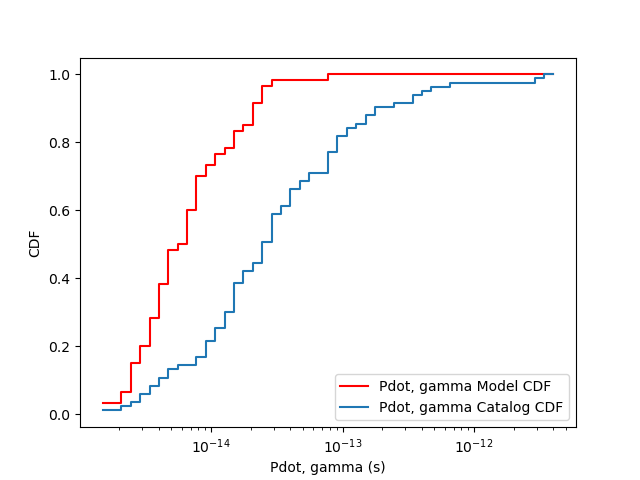 1.0
0.8
0.6
0.4
0.2
0.0
CDF
Pdot, gamma Model CDF
Pdot, gamma Catalog CDF
10⁻¹⁴
10⁻¹³
10⁻¹²
Pdot, gamma (s)